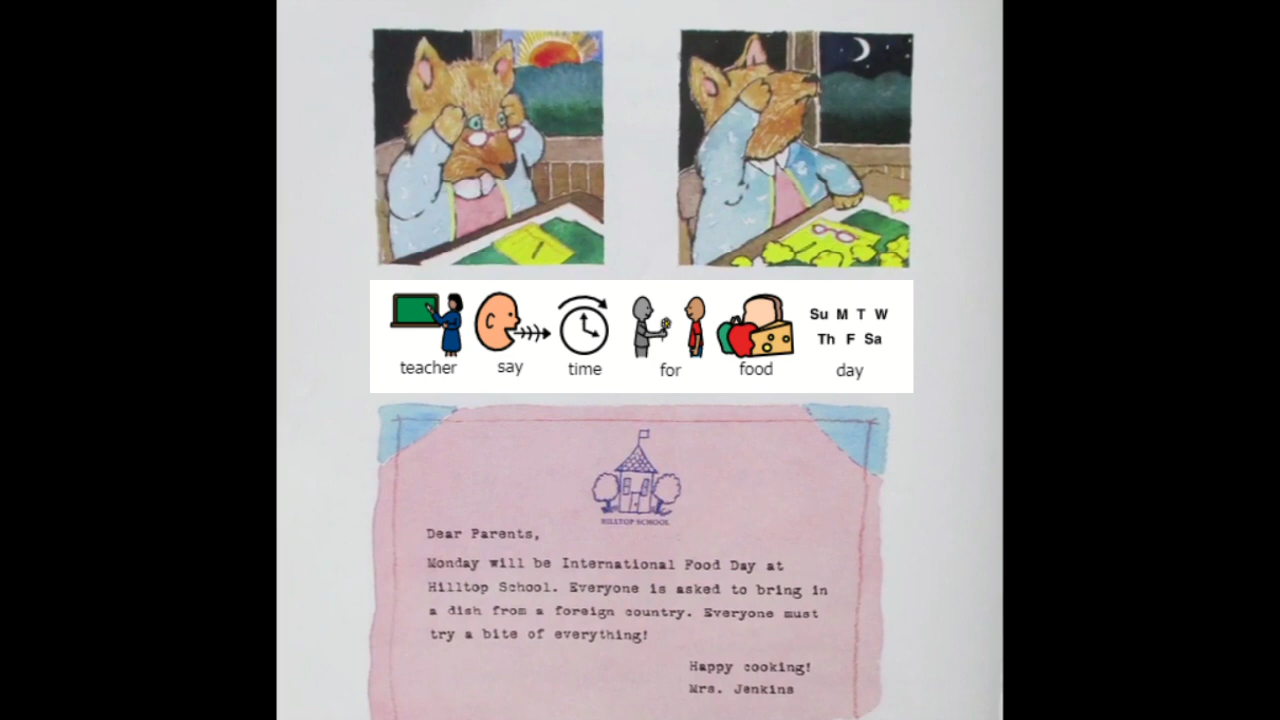 teacher say time for food day
Su M T W
Th F Sa
HILLTOP SCHOOL
Dear Parents,
Monday will be International Food Day at
Hilltop School. Everyone is asked to bring in
a dish from a foreign country. Everyone must
try a bite of everything!
Happy cooking!
Mrs. Jenkins